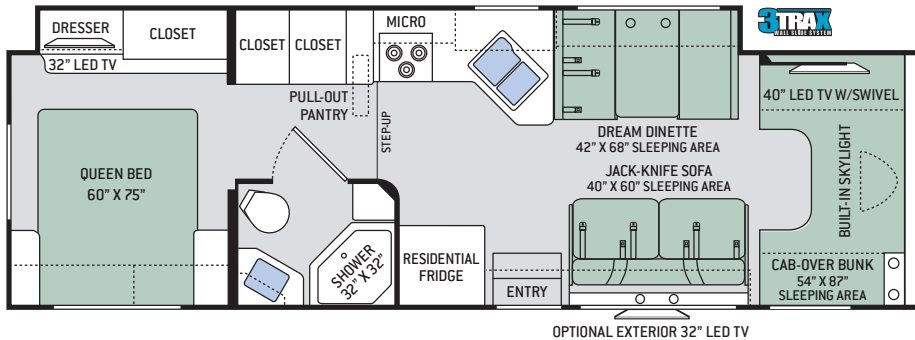 3TRAX
WALL SLIDE SYSTEM
DRESSER
CLOSET
32” LED TV
CLOSET
CLOSET
MICRO
PULL-OUT
PANTRY
STEP-UP
DREAM DINETTE
42” X 68” SLEEPING AREA
JACK-KNIFE SOFA
40” X 60” SLEEPING AREA
40” LED TV W/SWIVEL
BUILT-IN SKYLIGHT
QUEEN BED
60” X 75”
SHOWER
32” X 32”
RESIDENTIAL
FRIDGE
ENTRY
CAB-OVER BUNK
54” X 87”
SLEEPING AREA
OPTIONAL EXTERIOR 32” LED TV